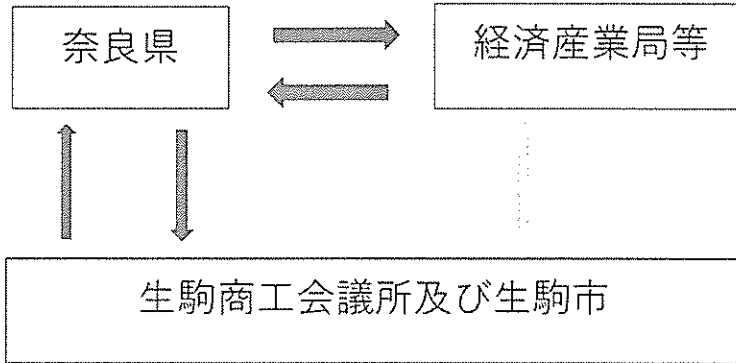 奈良県
経済産業局等
生駒商工会議所及び生駒市